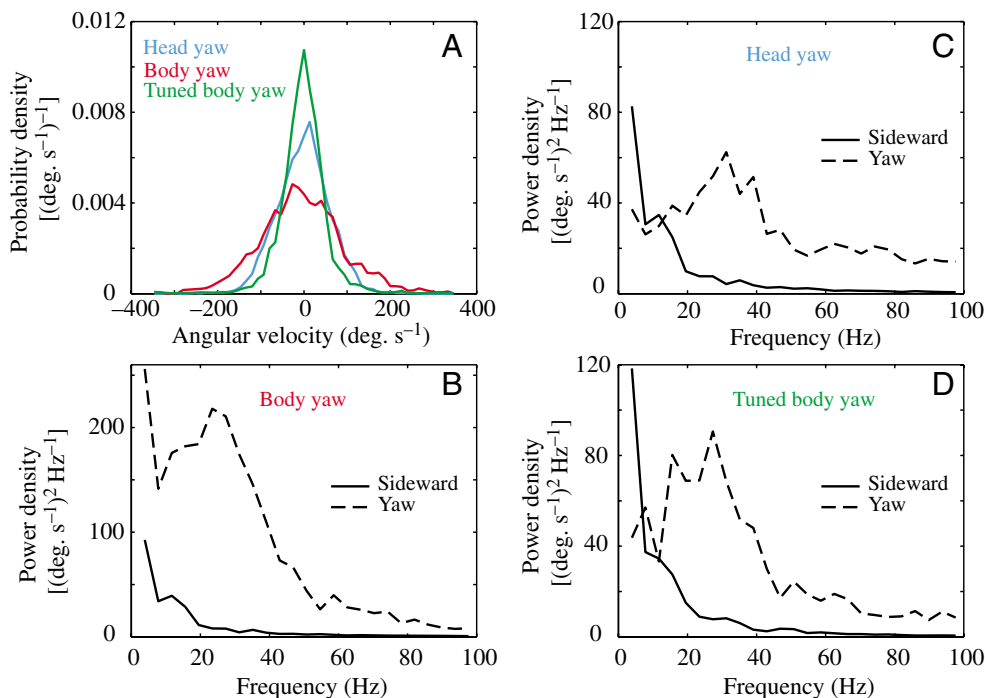 A
Head yaw
Body yaw
Tuned body yaw
Probability density
[(deg. s⁻¹)⁻¹]
0.012
0.008
0.004
0
−400 −200 0 200 400
Angular velocity (deg. s⁻¹)
C
Head yaw
Sideward
Yaw
Power density
[(deg. s⁻¹)² Hz⁻¹]
120
80
40
0
0 20 40 60 80 100
Frequency (Hz)
B
Body yaw
Sideward
Yaw
Power density
[(deg. s⁻¹)² Hz⁻¹]
200
100
0
0 20 40 60 80 100
Frequency (Hz)
D
Tuned body yaw
Sideward
Yaw
Power density
[(deg. s⁻¹)² Hz⁻¹]
120
80
40
0
0 20 40 60 80 100
Frequency (Hz)